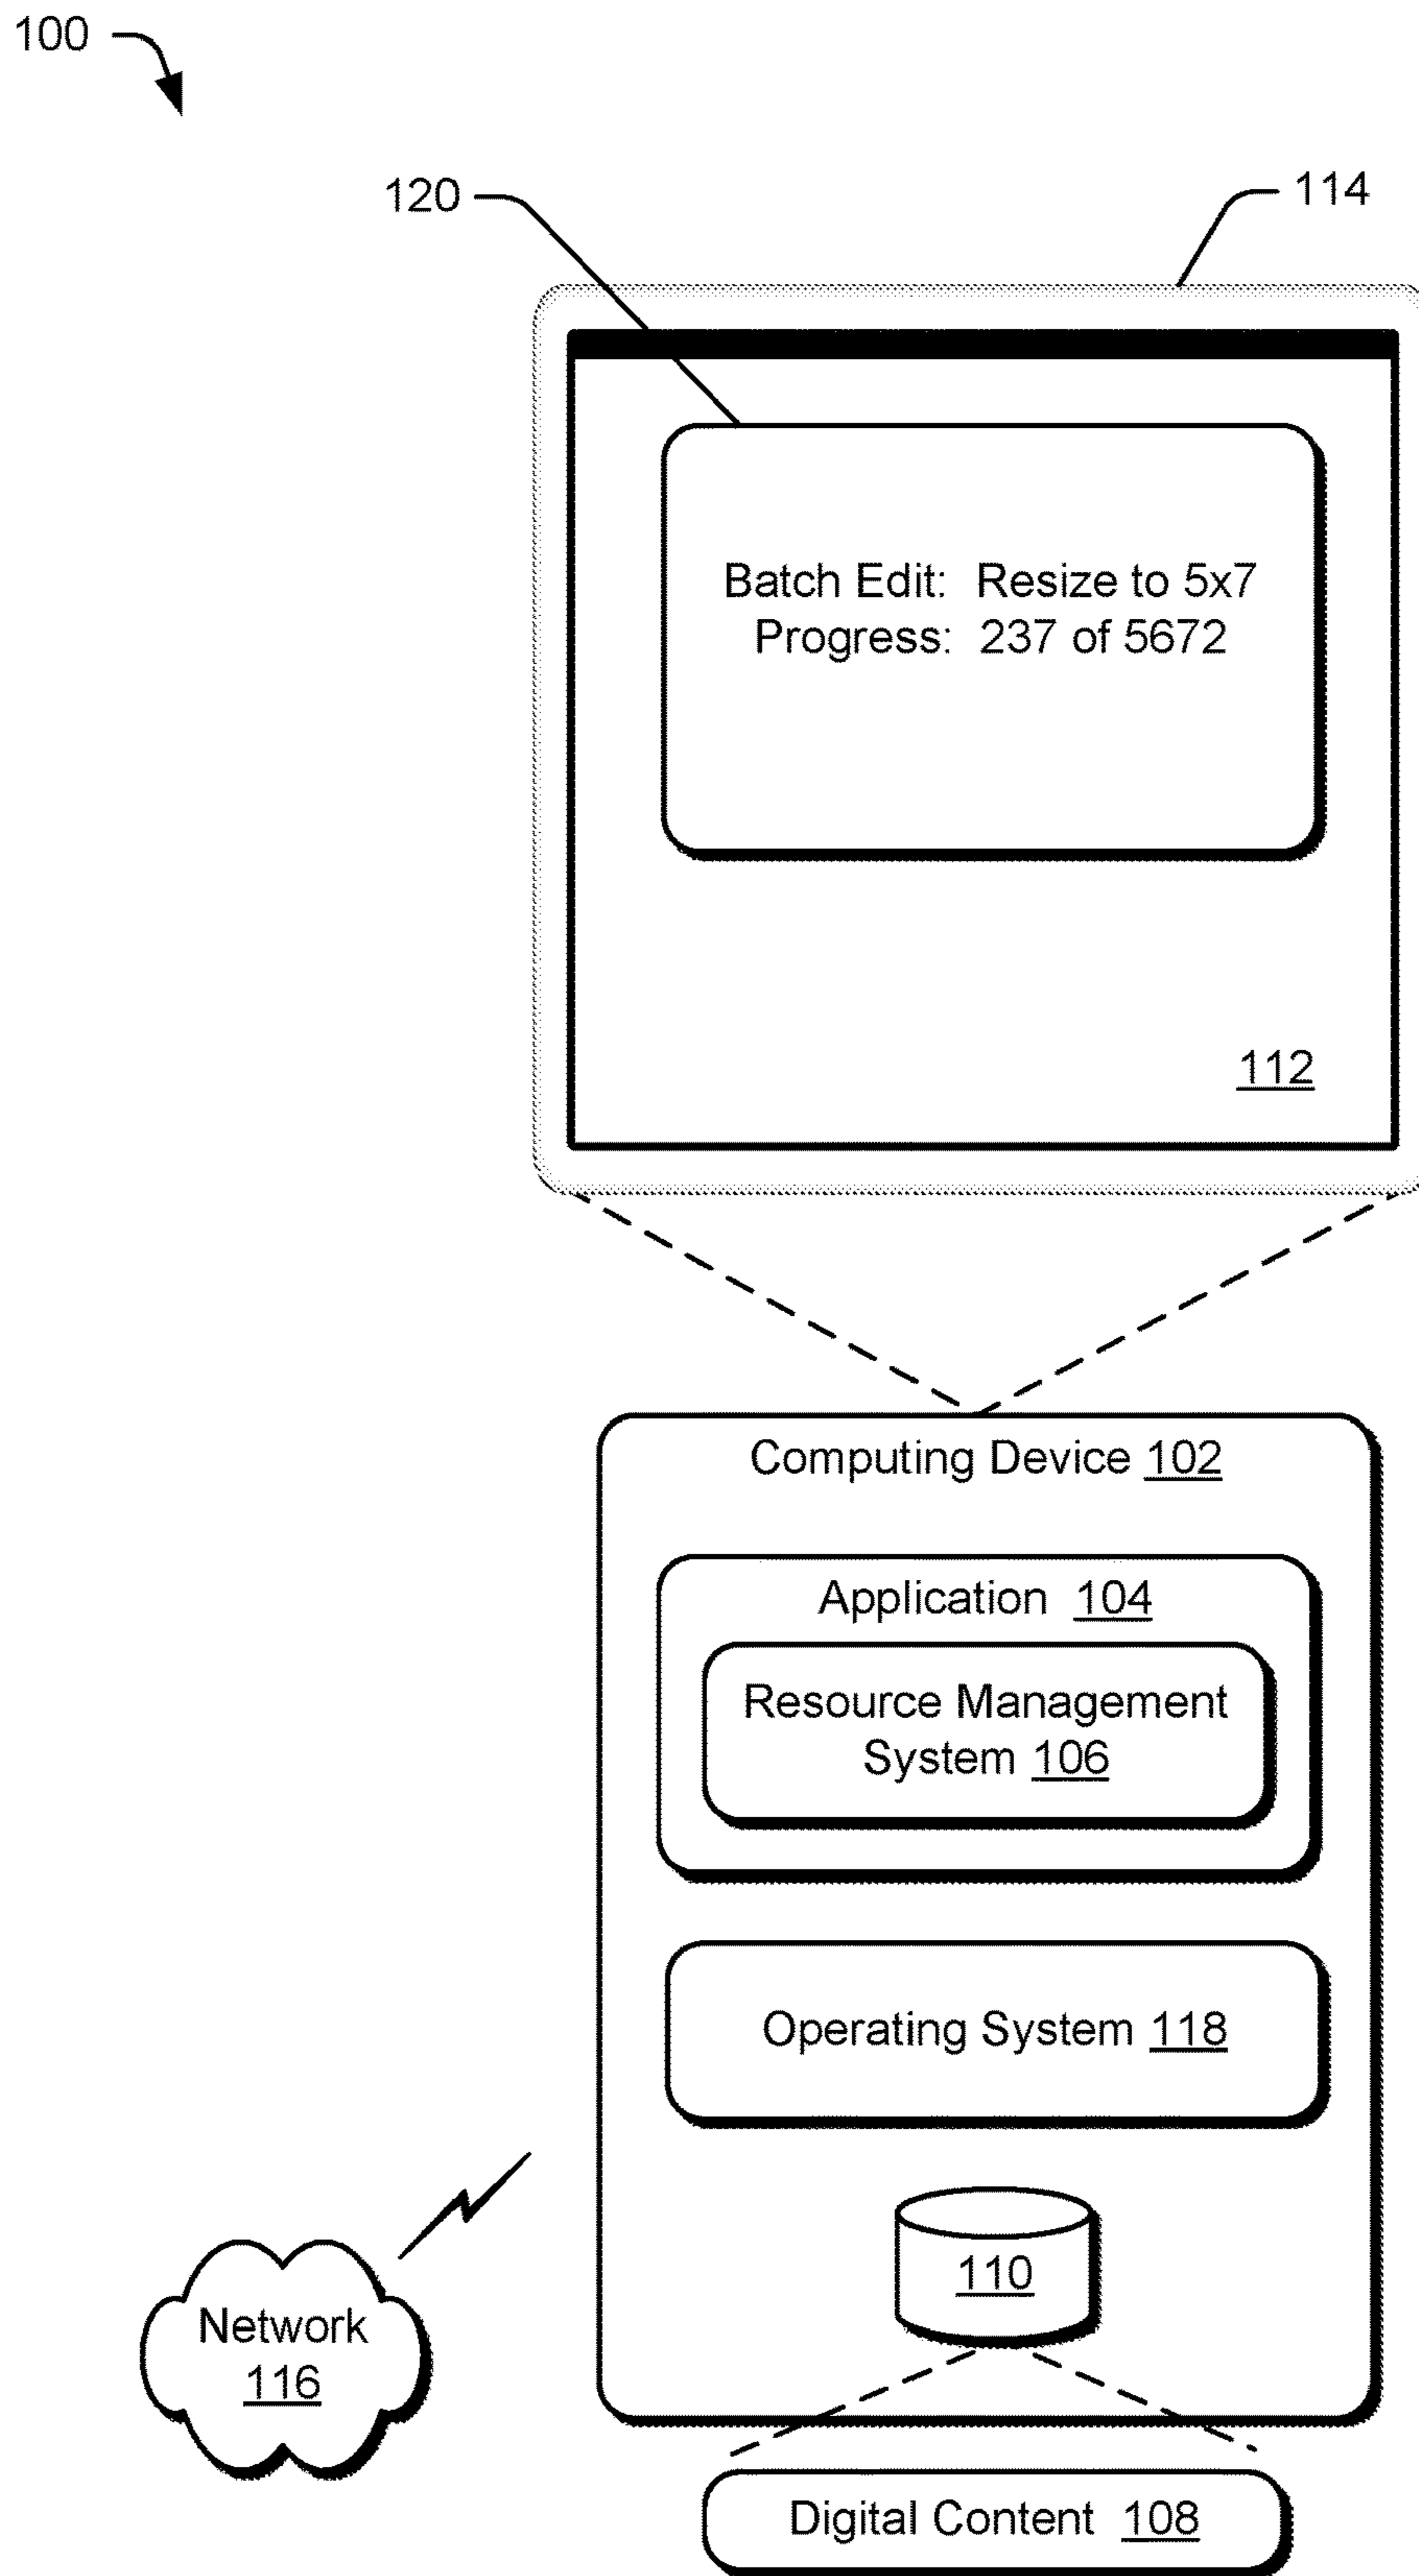 100
120
114
Batch Edit: Resize to 5x7
Progress: 237 of 5672
112
Computing Device 102
Application 104
Resource Management
System 106
Operating System 118
110
Network
116
Digital Content 108